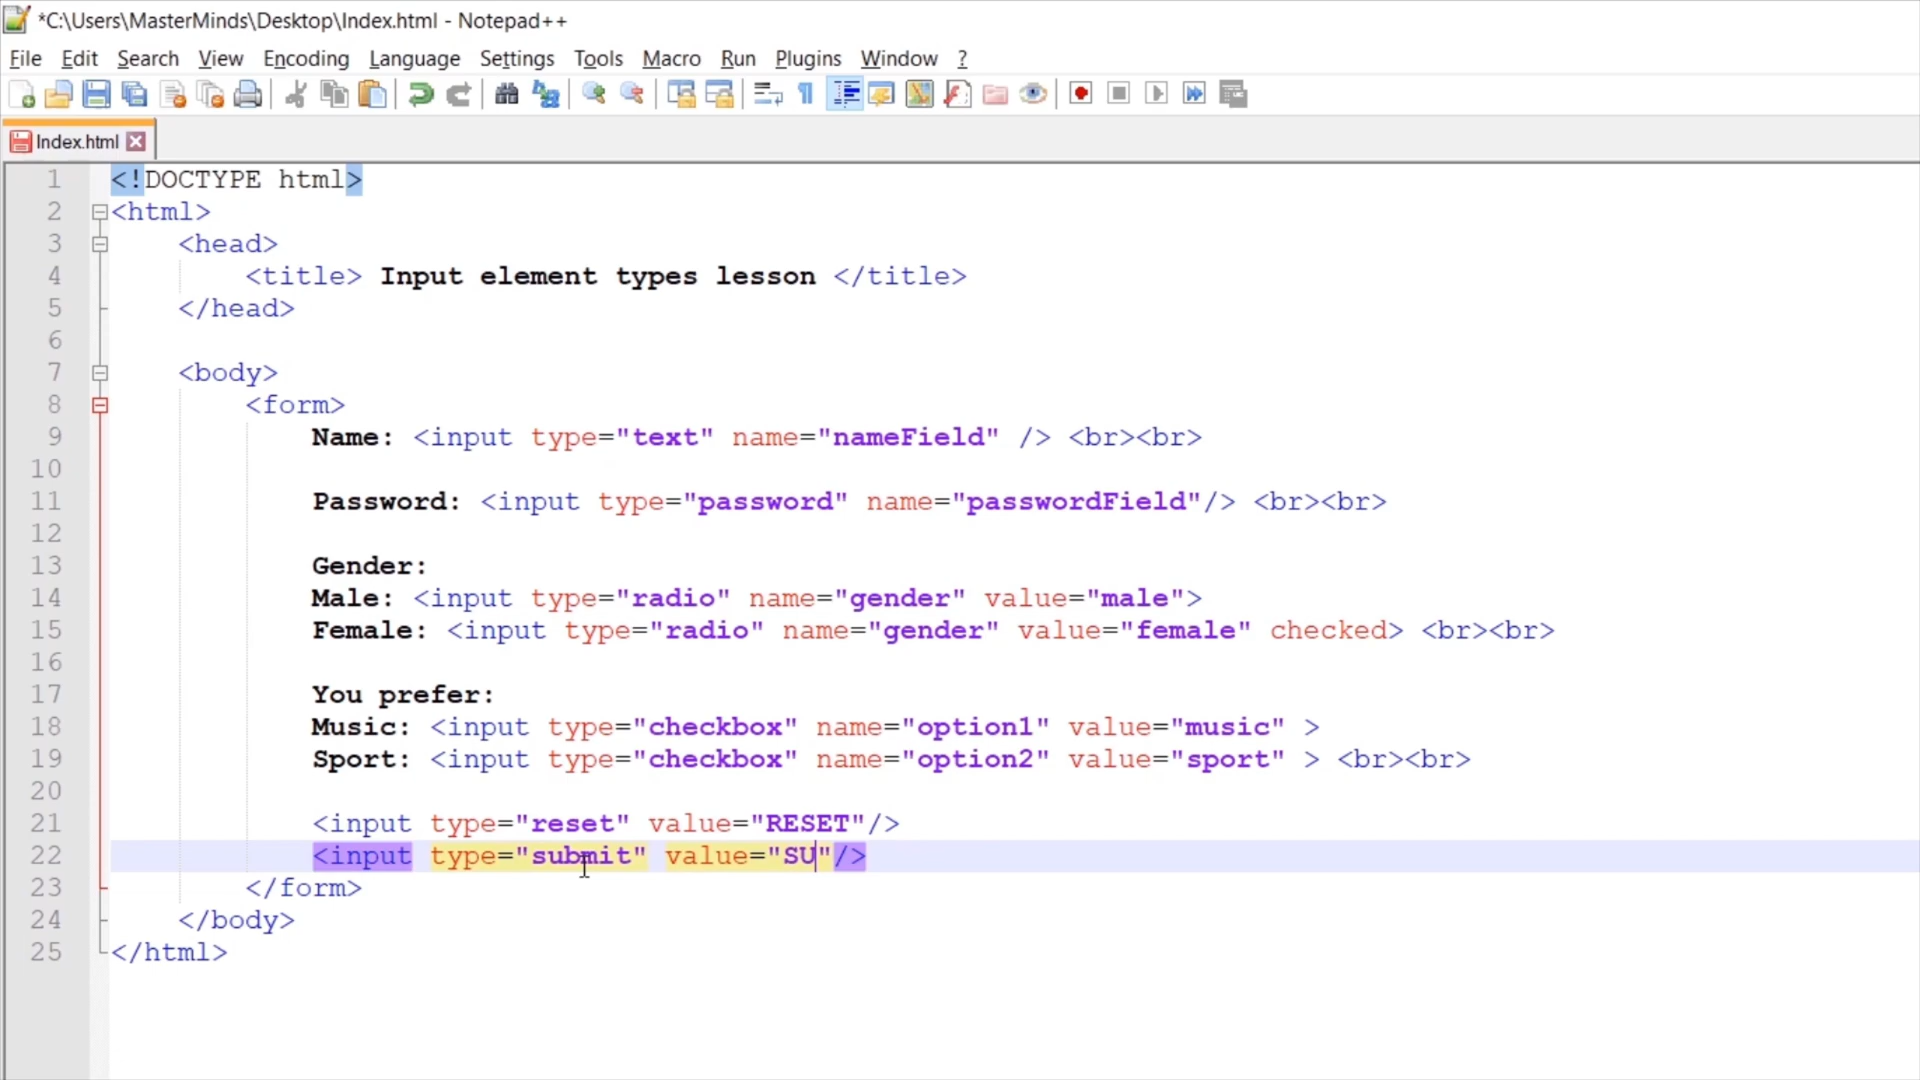 *C:\Users\MasterMinds\Desktop\Index.html - Notepad++
File Edit Search View Encoding Language Settings Tools Macro Run Plugins Window ?
Index.html
1 <!DOCTYPE html>
2 <html>
3 <head>
4 <title> Input element types lesson </title>
5 </head>
6
7 <body>
8 <form>
9 Name: <input type="text" name="nameField" /> <br><br>
10
11 Password: <input type="password" name="passwordField"/> <br><br>
12
13 Gender:
14 Male: <input type="radio" name="gender" value="male">
15 Female: <input type="radio" name="gender" value="female" checked> <br><br>
16
17 You prefer:
18 Music: <input type="checkbox" name="option1" value="music" >
19 Sport: <input type="checkbox" name="option2" value="sport" > <br><br>
20
21 <input type="reset" value="RESET"/>
22 <input type="submit" value="SU"/>
23 </form>
24 </body>
25 </html>